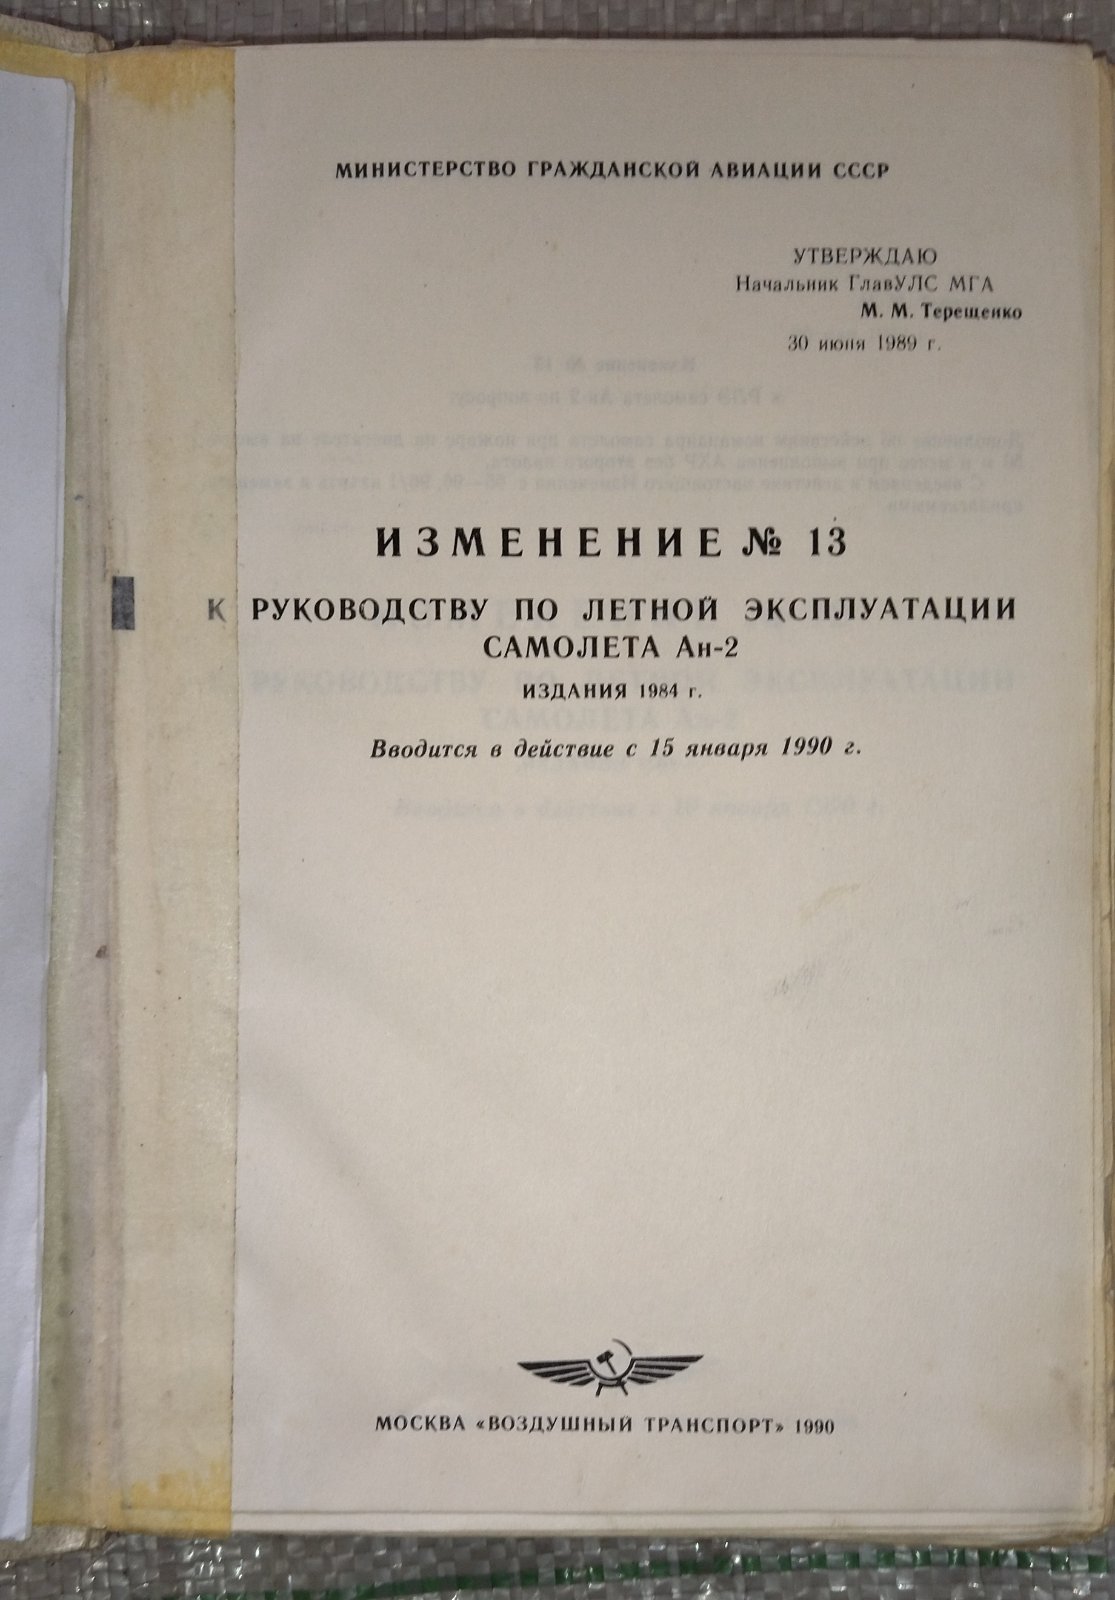 МИНИСТЕРСТВО ГРАЖДАНСКОЙ АВИАЦИИ СССР
УТВЕРЖДАЮ
Начальник ГлавУЛС МГА
М. М. Терещенко
30 июня 1989 г.
ИЗМЕНЕНИЕ № 13
К РУКОВОДСТВУ ПО ЛЕТНОЙ ЭКСПЛУАТАЦИИ
САМОЛЕТА Ан-2
ИЗДАНИЯ 1984 г.
Вводится в действие с 15 января 1990 г.
МОСКВА «ВОЗДУШНЫЙ ТРАНСПОРТ» 1990